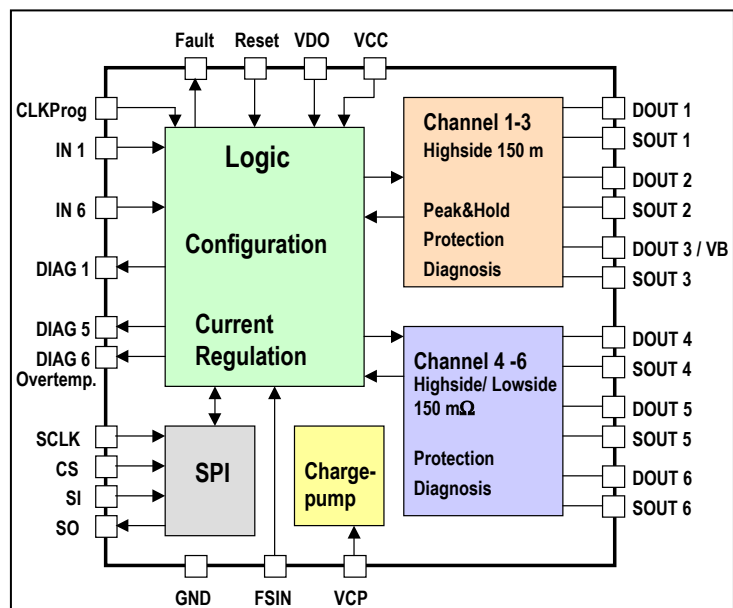 Fault
Reset
VDO
VCC
CLKProg
IN 1
IN 6
DIAG 1
DIAG 5
DIAG 6
Overtemp.
SCLK
CS
SI
SO
Logic
Configuration
Current
Regulation
SPI
Charge-
pump
Channel 1-3
Highside 150 m
Peak&Hold
Protection
Diagnosis
Channel 4 -6
Highside/ Lowside
150 mΩ
Protection
Diagnosis
DOUT 1
SOUT 1
DOUT 2
SOUT 2
DOUT 3 / VB
SOUT 3
DOUT 4
SOUT 4
DOUT 5
SOUT 5
DOUT 6
SOUT 6
GND
FSIN
VCP